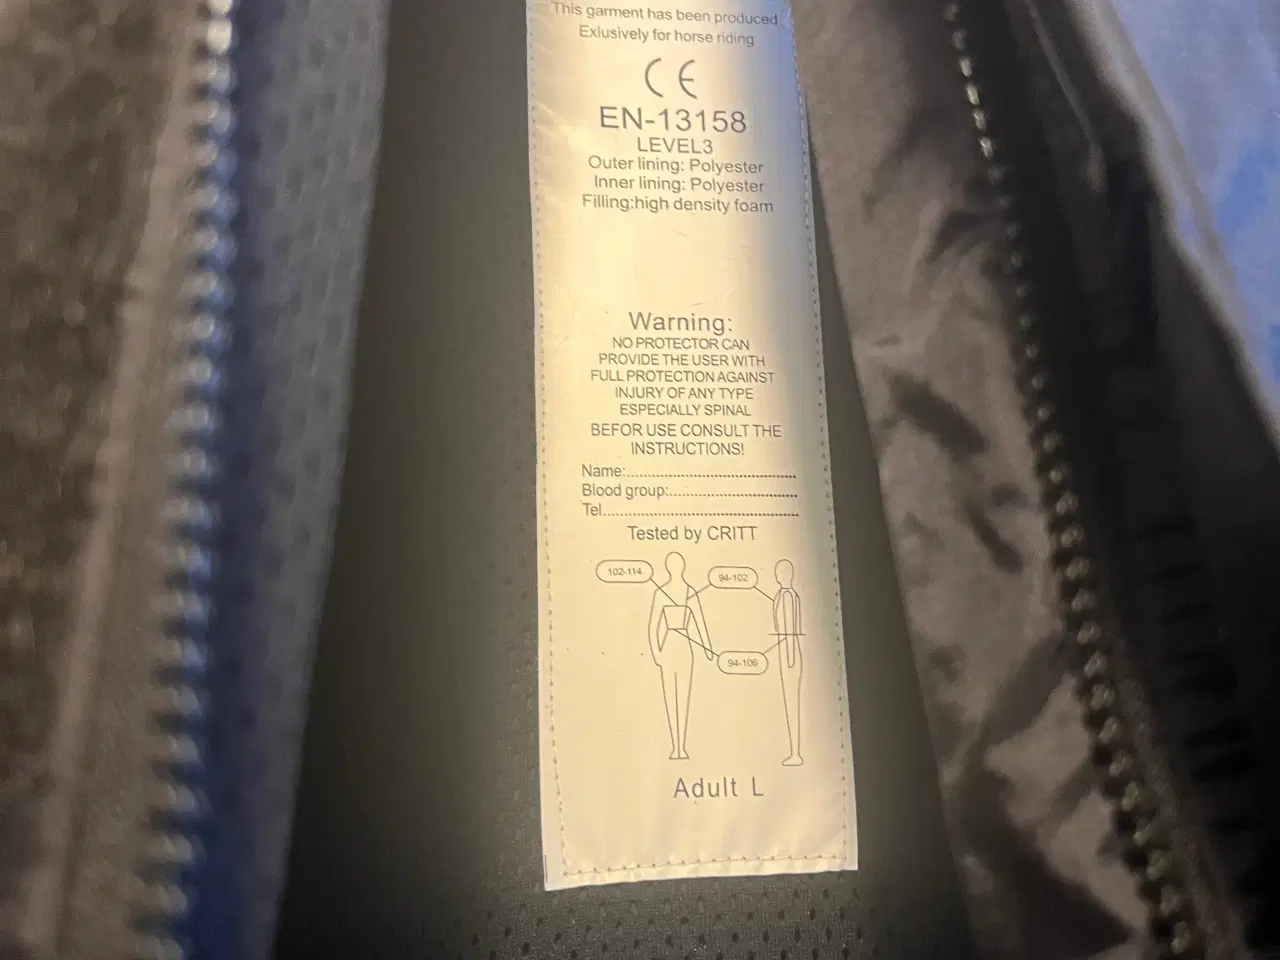 This garment has been produced
Exlusively for horse riding
CE
EN-13158
LEVEL3
Outer lining: Polyester
Inner lining: Polyester
Filling:high density foam
Warning:
NO PROTECTOR CAN
PROVIDE THE USER WITH
FULL PROTECTION AGAINST
INJURY OF ANY TYPE
ESPECIALLY SPINAL
BEFOR USE CONSULT THE
INSTRUCTIONS!
Name:..............................................
Blood group:...................................
Tel....................................................
Tested by CRITT
102-114
94-102
94-106
Adult L